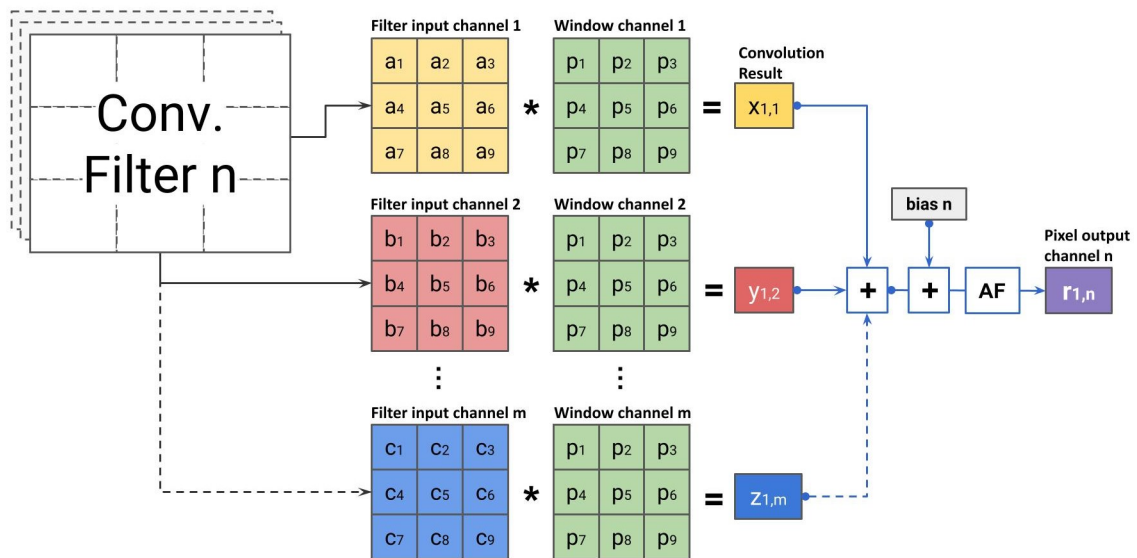 Conv.
Filter n
Filter input channel 1
a1 a2 a3
a4 a5 a6
a7 a8 a9
*
Window channel 1
p1 p2 p3
p4 p5 p6
p7 p8 p9
=
Convolution
Result
x1,1
Filter input channel 2
b1 b2 b3
b4 b5 b6
b7 b8 b9
*
Window channel 2
p1 p2 p3
p4 p5 p6
p7 p8 p9
=
y1,2
bias n
+
+
AF
Pixel output
channel n
r1,n
⋮
⋮
Filter input channel m
c1 c2 c3
c4 c5 c6
c7 c8 c9
*
Window channel m
p1 p2 p3
p4 p5 p6
p7 p8 p9
=
z1,m